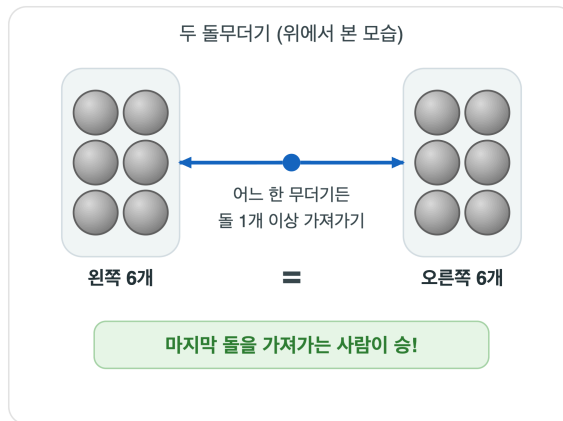 두 돌무더기 (위에서 본 모습)
어느 한 무더기든
돌 1개 이상 가져가기
왼쪽 6개 = 오른쪽 6개
마지막 돌을 가져가는 사람이 승!